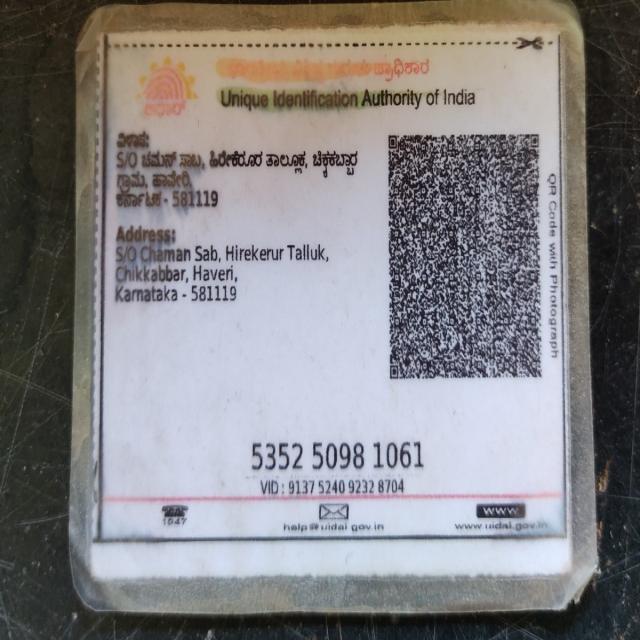 ಪ್ರಾಧಿಕಾರ
Unique Identification Authority of India
ವಿಳಾಸ:
S/O ಚಮನ್ ಸಾಬ, ಹಿರೇಕೆರೂರ ತಾಲ್ಲೂಕ, ಚಿಕ್ಕಕಬ್ಬಾರ
ಗ್ರಾಮ, ಹಾವೇರಿ,
ಕರ್ನಾಟಕ - 581119
Address:
S/O Chaman Sab, Hirekerur Talluk,
Chikkabbar, Haveri,
Karnataka - 581119
QR Code with Photograph
5352 5098 1061
VID : 9137 5240 9232 8704
1947
help@uidai.gov.in
WWW
www.uidai.gov.in